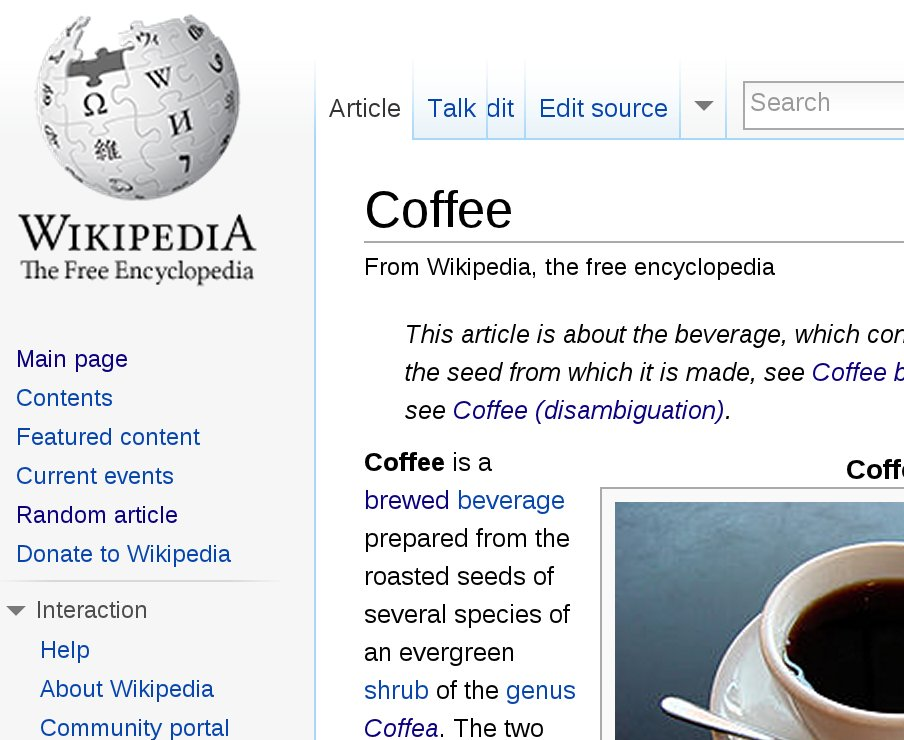 WIKIPEDIA
The Free Encyclopedia
Main page
Contents
Featured content
Current events
Random article
Donate to Wikipedia
Interaction
Help
About Wikipedia
Community portal
Article Talk dit Edit source Search
Coffee
From Wikipedia, the free encyclopedia
This article is about the beverage, which con
the seed from which it is made, see Coffee b
see Coffee (disambiguation).
Coffee is a
brewed beverage
prepared from the
roasted seeds of
several species of
an evergreen
shrub of the genus
Coffea. The two
Coffe